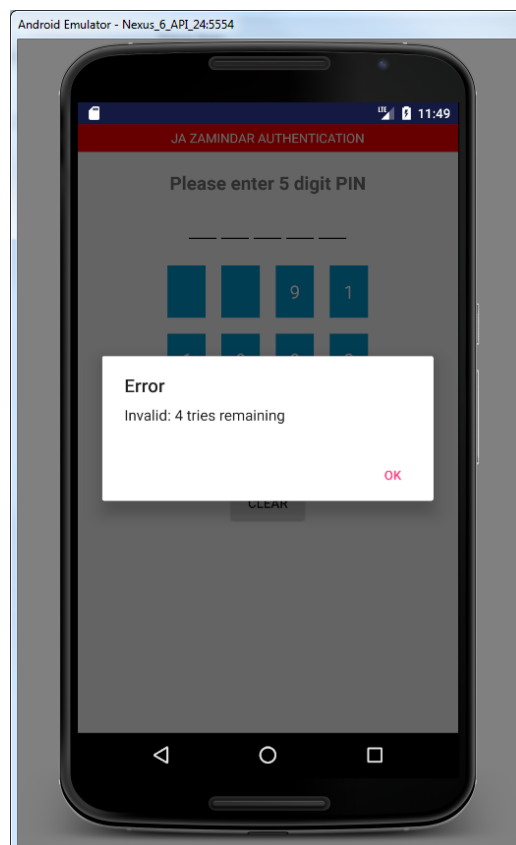 Android Emulator - Nexus_6_API_24:5554
LTE 11:49
JA ZAMINDAR AUTHENTICATION
Please enter 5 digit PIN
9 1
Error
Invalid: 4 tries remaining
OK
CLEAR